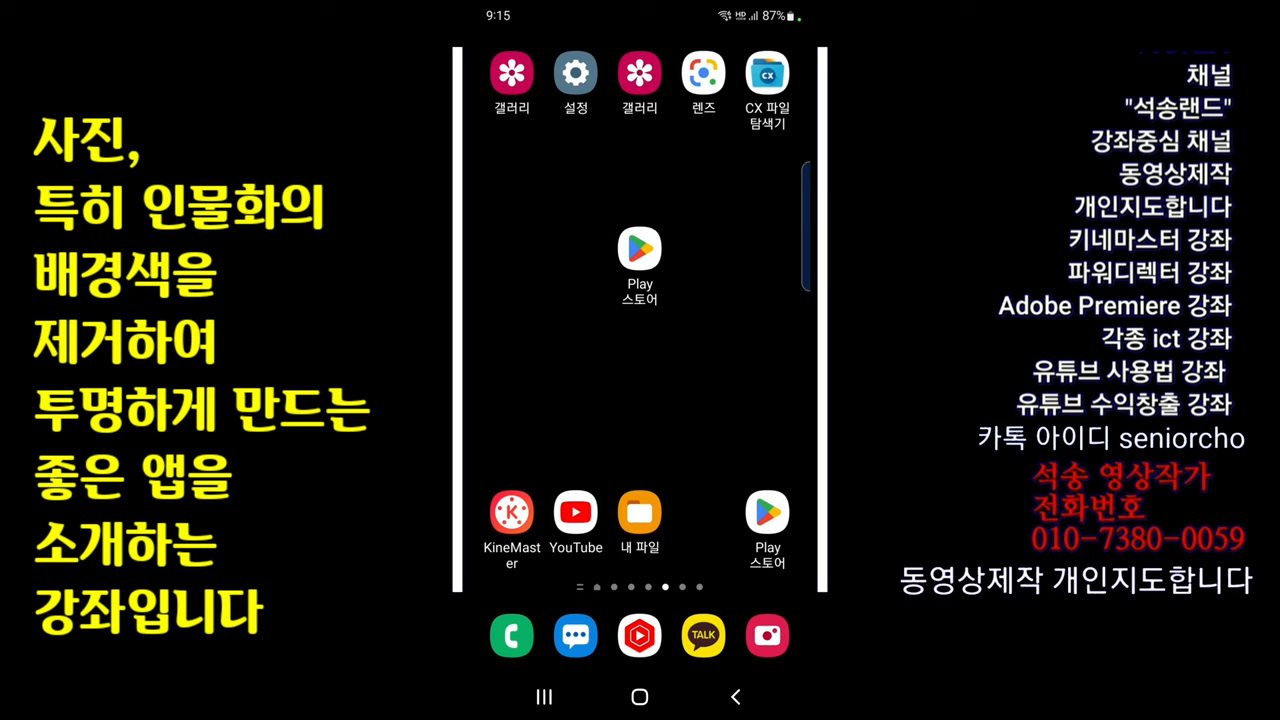 사진,
특히 인물화의
배경색을
제거하여
투명하게 만드는
좋은 앱을
소개하는
강좌입니다
9:15
HD
87%
갤러리
설정
갤러리
렌즈
CX
CX 파일
탐색기
Play
스토어
K
KineMast
er
YouTube
내 파일
Play
스토어
TALK
채널
"석송랜드"
강좌중심 채널
동영상제작
개인지도합니다
키네마스터 강좌
파워디렉터 강좌
Adobe Premiere 강좌
각종 ict 강좌
유튜브 사용법 강좌
유튜브 수익창출 강좌
카톡 아이디 seniorcho
석송 영상작가
전화번호
010-7380-0059
동영상제작 개인지도합니다